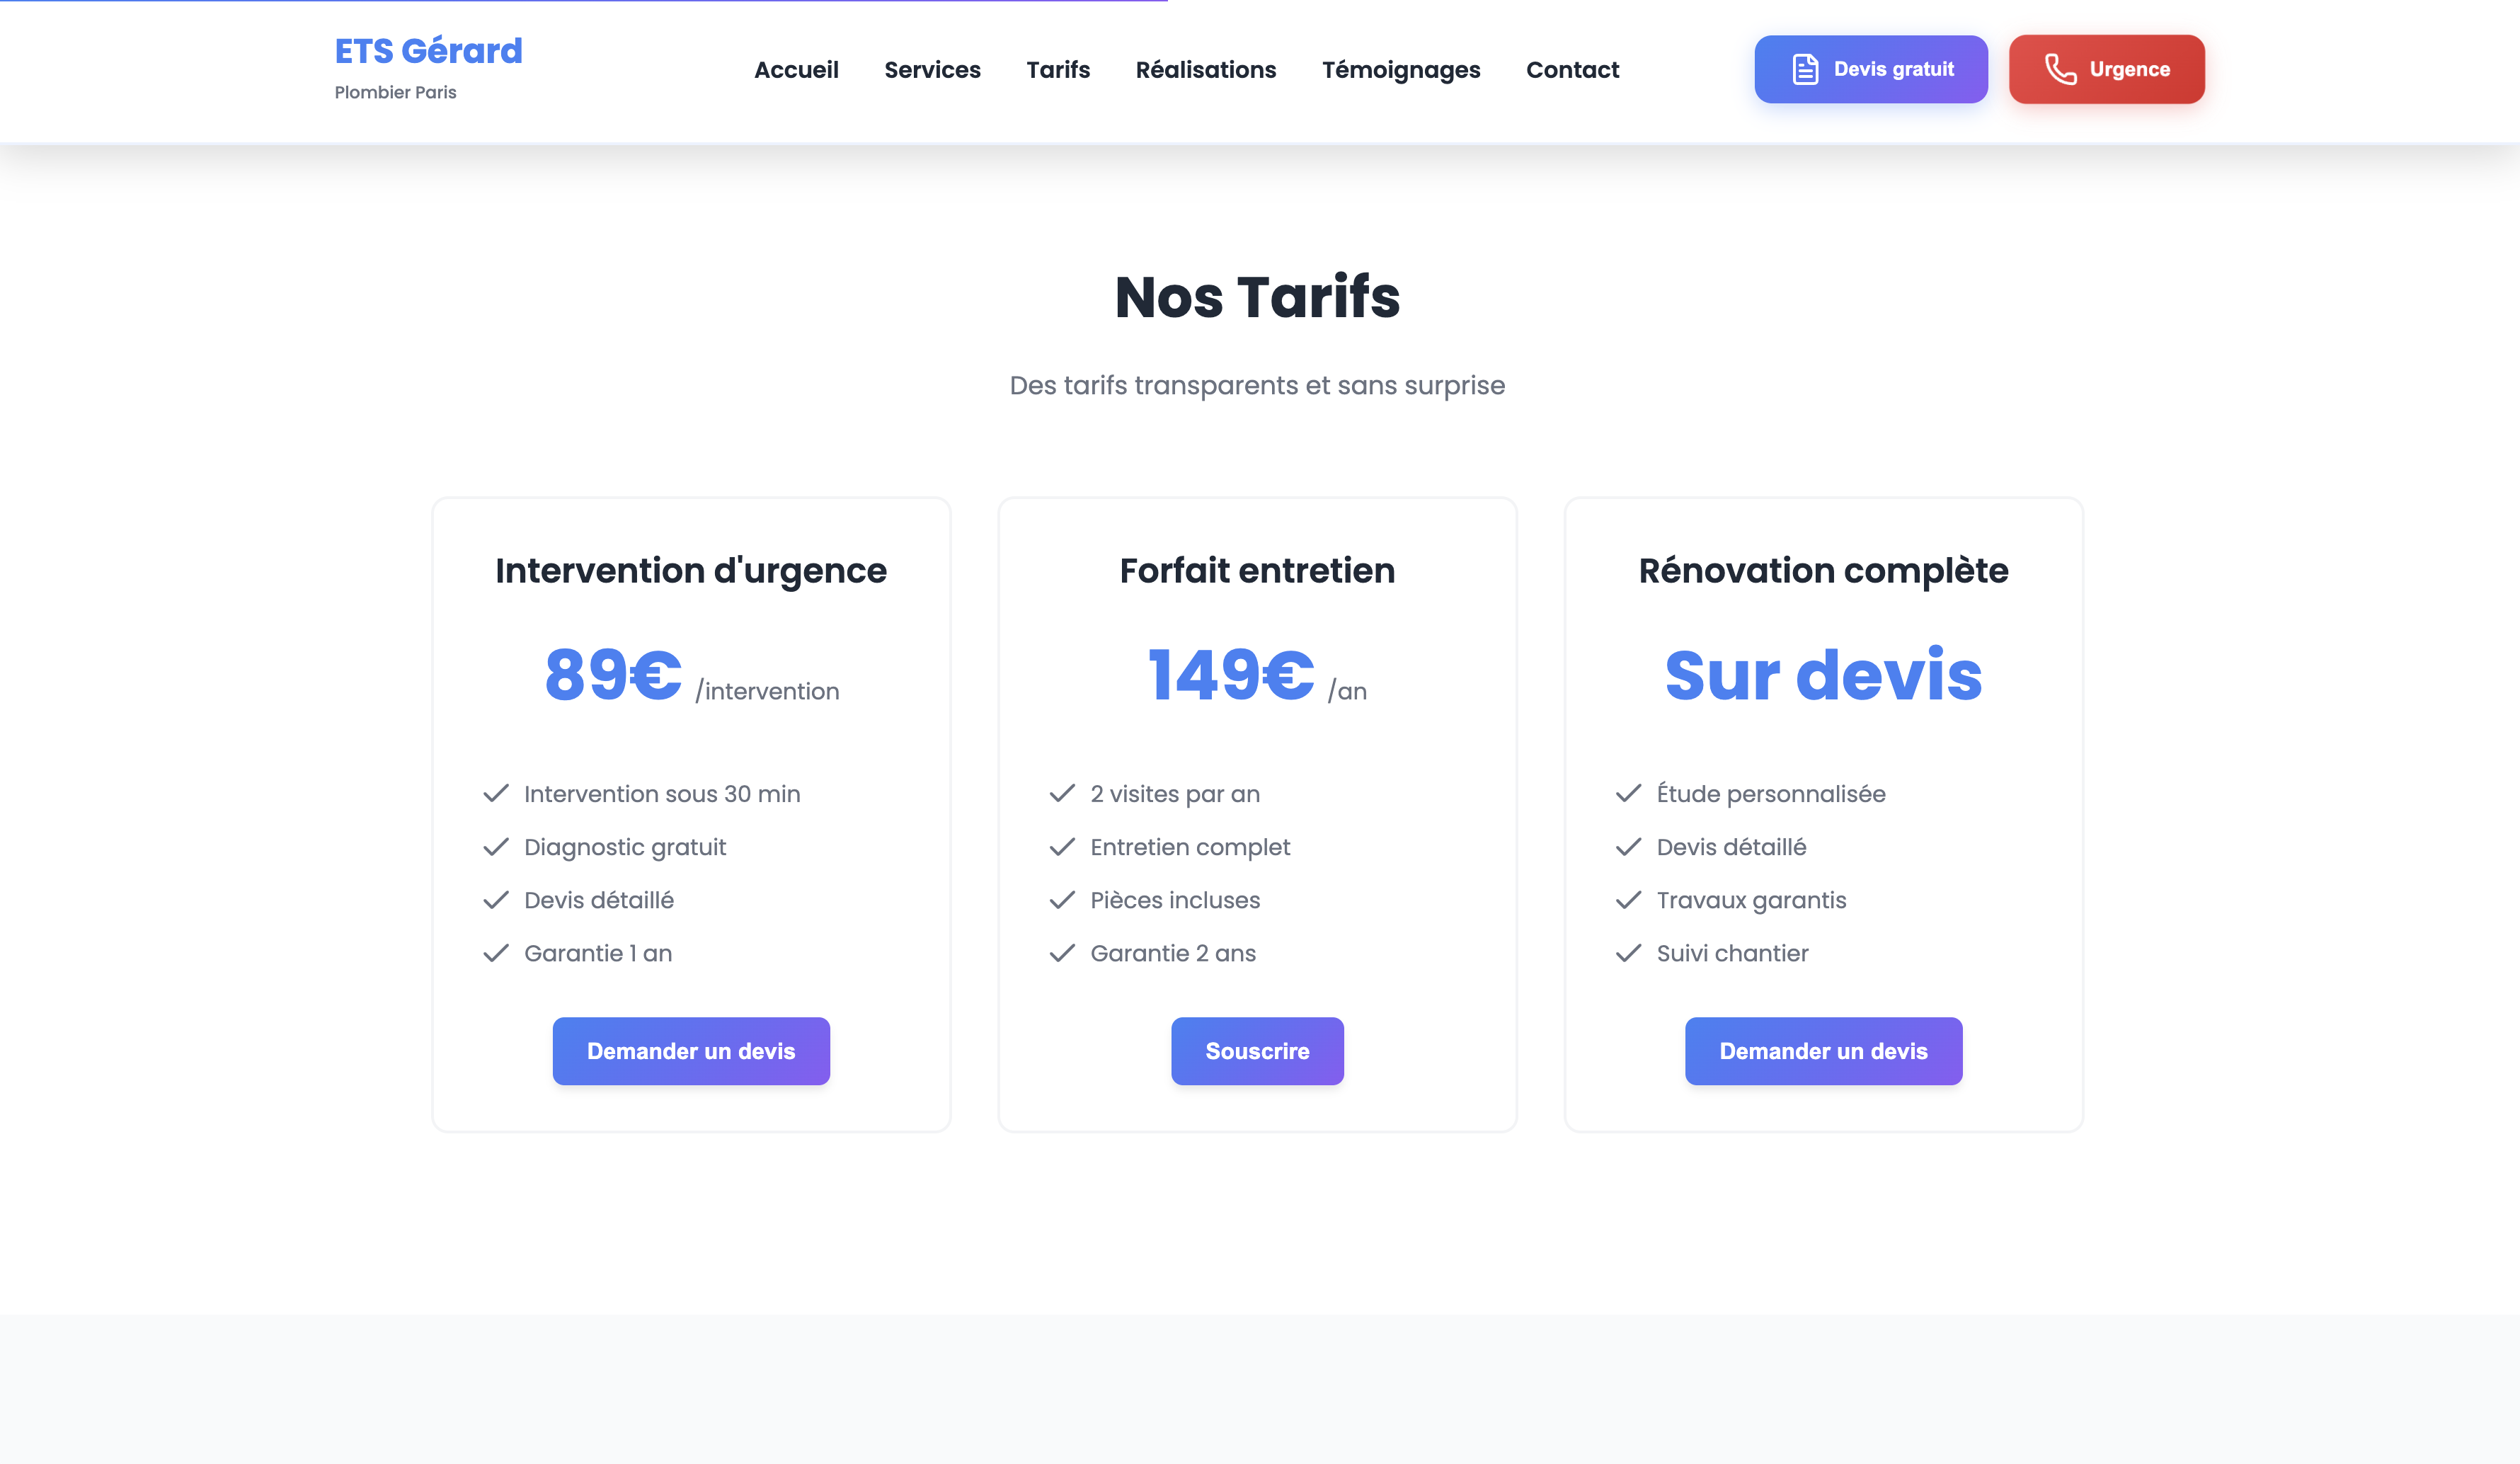 ETS Gérard
Plombier Paris
Accueil
Services
Tarifs
Réalisations
Témoignages
Contact
Devis gratuit
Urgence
Nos Tarifs
Des tarifs transparents et sans surprise
Intervention d'urgence
89€ /intervention
Intervention sous 30 min
Diagnostic gratuit
Devis détaillé
Garantie 1 an
Demander un devis
Forfait entretien
149€ /an
2 visites par an
Entretien complet
Pièces incluses
Garantie 2 ans
Souscrire
Rénovation complète
Sur devis
Étude personnalisée
Devis détaillé
Travaux garantis
Suivi chantier
Demander un devis